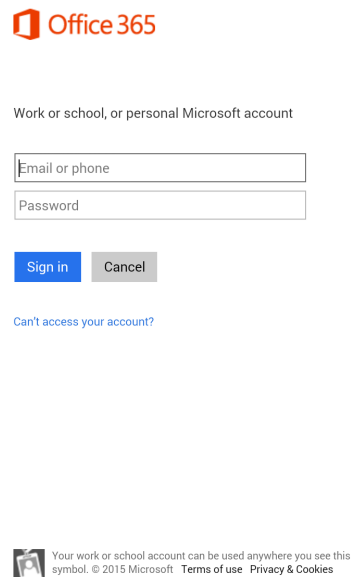 Office 365
Work or school, or personal Microsoft account
Email or phone
Password
Sign in Cancel
Can't access your account?
Your work or school account can be used anywhere you see this
symbol. © 2015 Microsoft Terms of use Privacy & Cookies